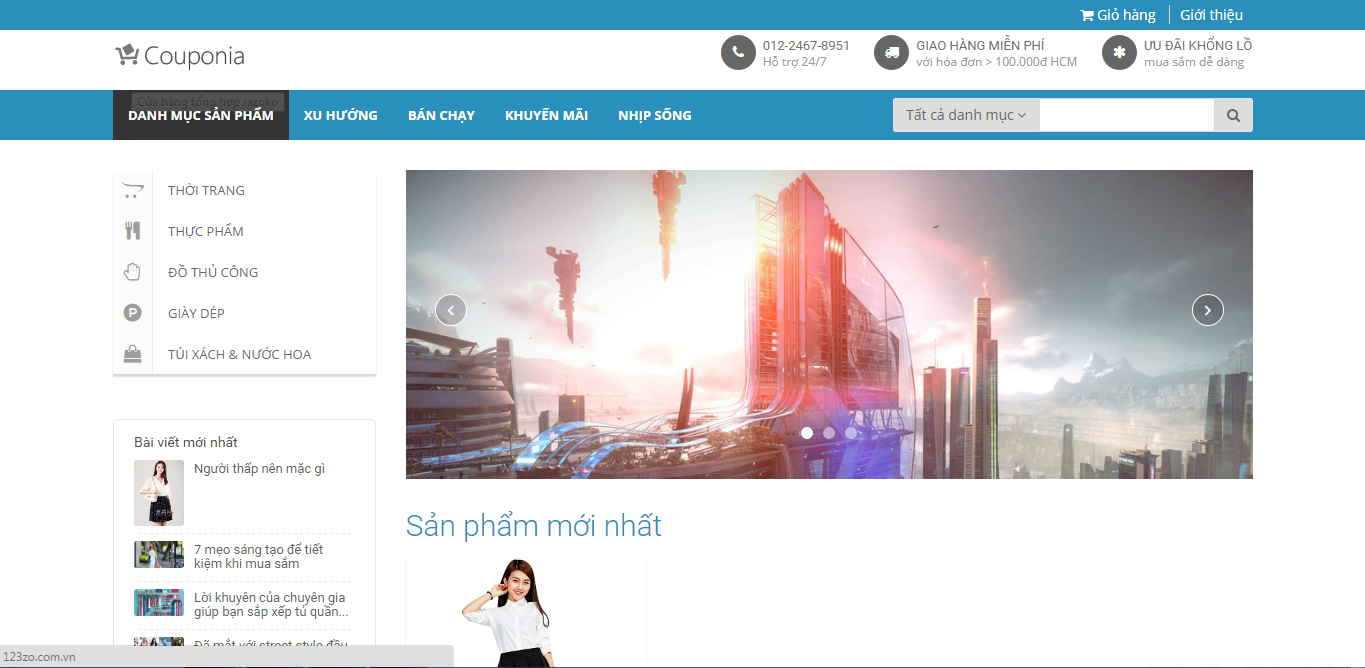 Giỏ hàng
Giới thiệu
Couponia
012-2467-8951
Hỗ trợ 24/7
GIAO HÀNG MIỄN PHÍ
với hóa đơn > 100.000đ HCM
ƯU ĐÃI KHỔNG LỒ
mua sắm dễ dàng
Cửa hàng tổng hợp razoko
DANH MỤC SẢN PHẨM
XU HƯỚNG
BÁN CHẠY
KHUYẾN MÃI
NHỊP SỐNG
Tất cả danh mục
THỜI TRANG
THỰC PHẨM
ĐỒ THỦ CÔNG
P
GIÀY DÉP
TÚI XÁCH & NƯỚC HOA
Bài viết mới nhất
Người thấp nên mặc gì
7 mẹo sáng tạo để tiết
kiệm khi mua sắm
Lời khuyên của chuyên gia
giúp bạn sắp xếp tủ quần...
Đã mắt với street style đầu
Sản phẩm mới nhất
123zo.com.vn